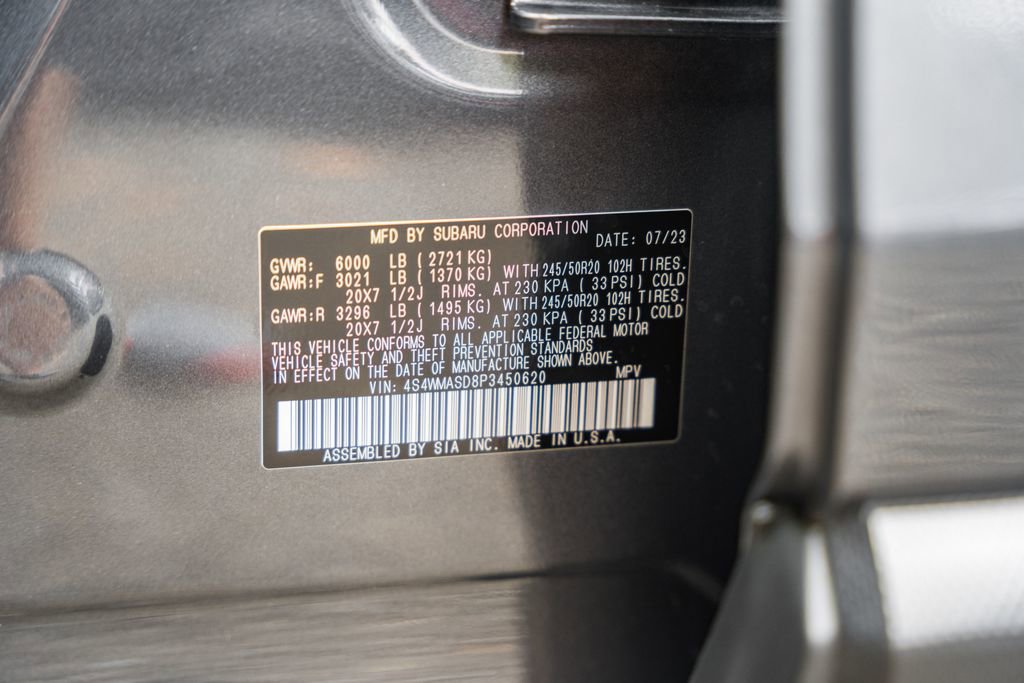 MFD BY SUBARU CORPORATION DATE: 07/23
GVWR: 6000 LB ( 2721 KG)
GAWR:F 3021 LB ( 1370 KG) WITH 245/50R20 102H TIRES.
20X7 1/2J RIMS. AT 230 KPA ( 33 PSI) COLD
GAWR:R 3296 LB ( 1495 KG) WITH 245/50R20 102H TIRES.
20X7 1/2J RIMS. AT 230 KPA ( 33 PSI) COLD
THIS VEHICLE CONFORMS TO ALL APPLICABLE FEDERAL MOTOR
VEHICLE SAFETY AND THEFT PREVENTION STANDARDS
IN EFFECT ON THE DATE OF MANUFACTURE SHOWN ABOVE.
VIN: 4S4WMASD8P3450620 MPV
ASSEMBLED BY SIA INC. MADE IN U.S.A.